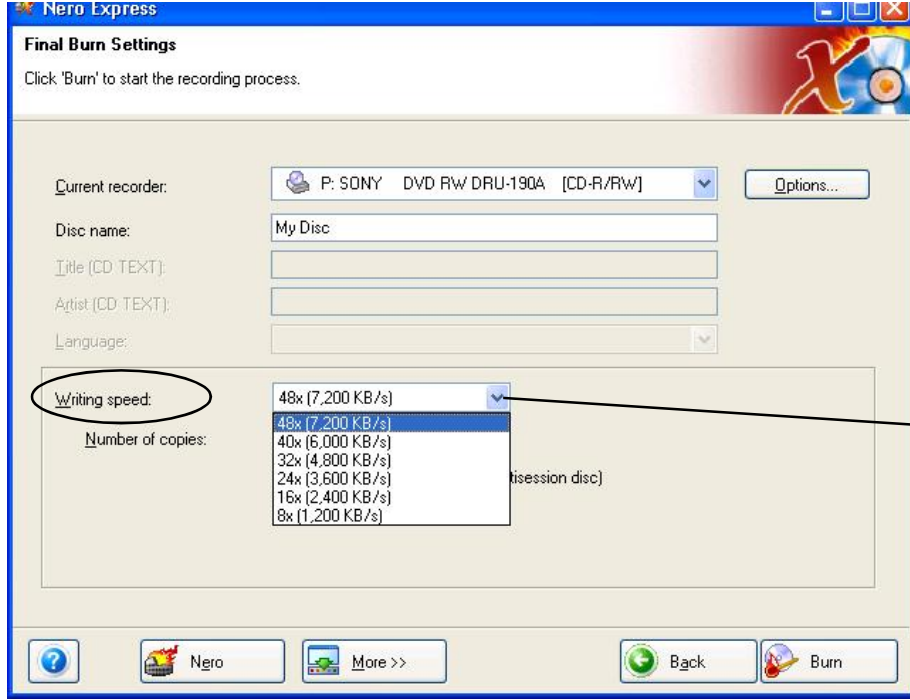 Nero Express
Final Burn Settings
Click 'Burn' to start the recording process.
Current recorder: P: SONY DVD RW DRU-190A [CD-R/RW] Options...
Disc name: My Disc
Title (CD TEXT):
Artist (CD TEXT):
Language:
Writing speed: 48x (7,200 KB/s)
48x (7,200 KB/s)
Number of copies:
40x (6,000 KB/s)
32x (4,800 KB/s)
24x (3,600 KB/s) tisession disc)
16x (2,400 KB/s)
8x (1,200 KB/s)
? Nero More >> Back Burn